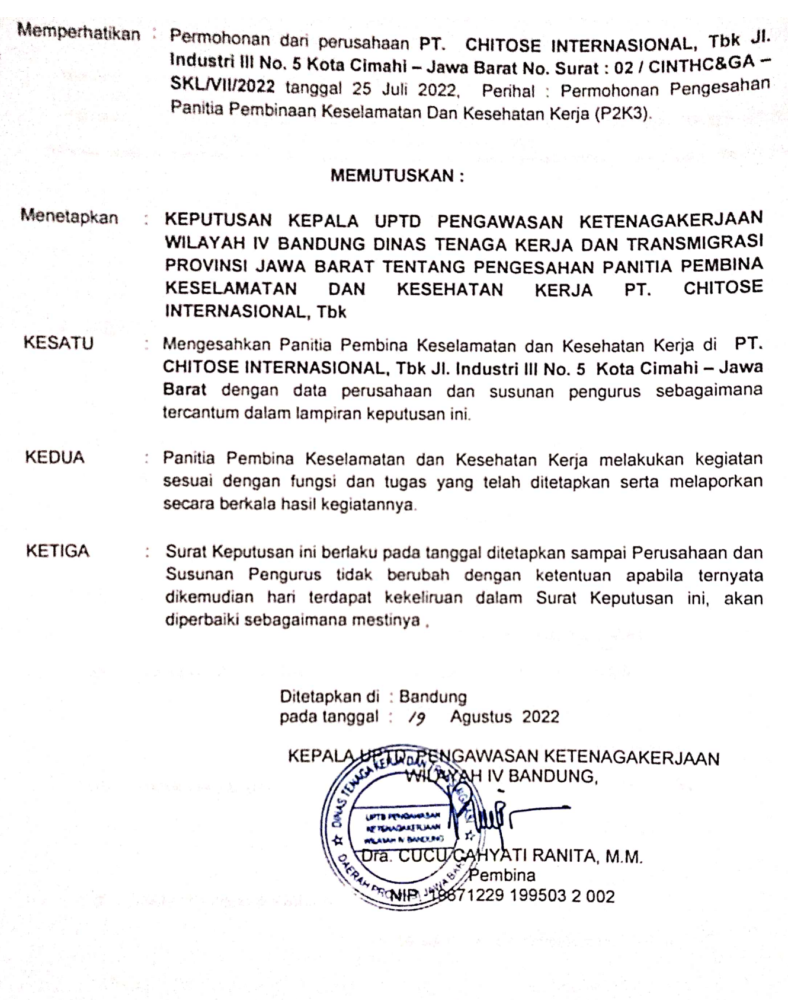 Memperhatikan : Permohonan dari perusahaan PT. CHITOSE INTERNASIONAL, Tbk Jl.
Industri III No. 5 Kota Cimahi – Jawa Barat No. Surat : 02 / CINTHC&GA –
SKL/VII/2022 tanggal 25 Juli 2022, Perihal : Permohonan Pengesahan
Panitia Pembinaan Keselamatan Dan Kesehatan Kerja (P2K3).
MEMUTUSKAN :
Menetapkan : KEPUTUSAN KEPALA UPTD PENGAWASAN KETENAGAKERJAAN
WILAYAH IV BANDUNG DINAS TENAGA KERJA DAN TRANSMIGRASI
PROVINSI JAWA BARAT TENTANG PENGESAHAN PANITIA PEMBINA
KESELAMATAN DAN KESEHATAN KERJA PT. CHITOSE
INTERNASIONAL, Tbk
KESATU : Mengesahkan Panitia Pembina Keselamatan dan Kesehatan Kerja di PT.
CHITOSE INTERNASIONAL, Tbk Jl. Industri III No. 5 Kota Cimahi – Jawa
Barat dengan data perusahaan dan susunan pengurus sebagaimana
tercantum dalam lampiran keputusan ini.
KEDUA : Panitia Pembina Keselamatan dan Kesehatan Kerja melakukan kegiatan
sesuai dengan fungsi dan tugas yang telah ditetapkan serta melaporkan
secara berkala hasil kegiatannya.
KETIGA : Surat Keputusan ini berlaku pada tanggal ditetapkan sampai Perusahaan dan
Susunan Pengurus tidak berubah dengan ketentuan apabila ternyata
dikemudian hari terdapat kekeliruan dalam Surat Keputusan ini, akan
diperbaiki sebagaimana mestinya .
Ditetapkan di : Bandung
pada tanggal : 19 Agustus 2022
KEPALA UPTD PENGAWASAN KETENAGAKERJAAN
WILAYAH IV BANDUNG,
DINAS TENAGA KERJA DAN TRANSMIGRASI
UPTD PENGAWASAN
KETENAGAKERJAAN
WILAYAH IV BANDUNG
DAERAH PROVINSI JAWA BARAT
Dra. CUCU CAHYATI RANITA, M.M.
Pembina
NIP. 199503 2 002